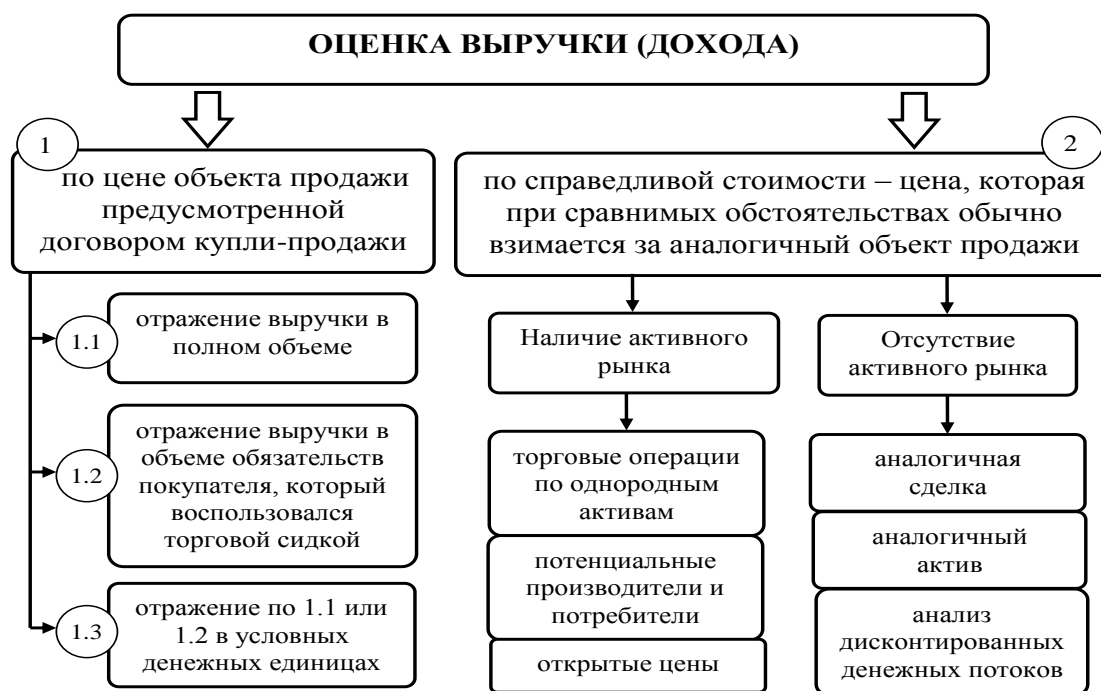 ОЦЕНКА ВЫРУЧКИ (ДОХОДА)
1
по цене объекта продажи
предусмотренной
договором купли-продажи
1.1
отражение выручки в
полном объеме
1.2
отражение выручки в
объеме обязательств
покупателя, который
воспользовался
торговой сидкой
1.3
отражение по 1.1 или
1.2 в условных
денежных единицах
2
по справедливой стоимости – цена, которая
при сравнимых обстоятельствах обычно
взимается за аналогичный объект продажи
Наличие активного
рынка
торговые операции
по однородным
активам
потенциальные
производители и
потребители
открытые цены
Отсутствие
активного рынка
аналогичная
сделка
аналогичный
актив
анализ
дисконтированных
денежных потоков